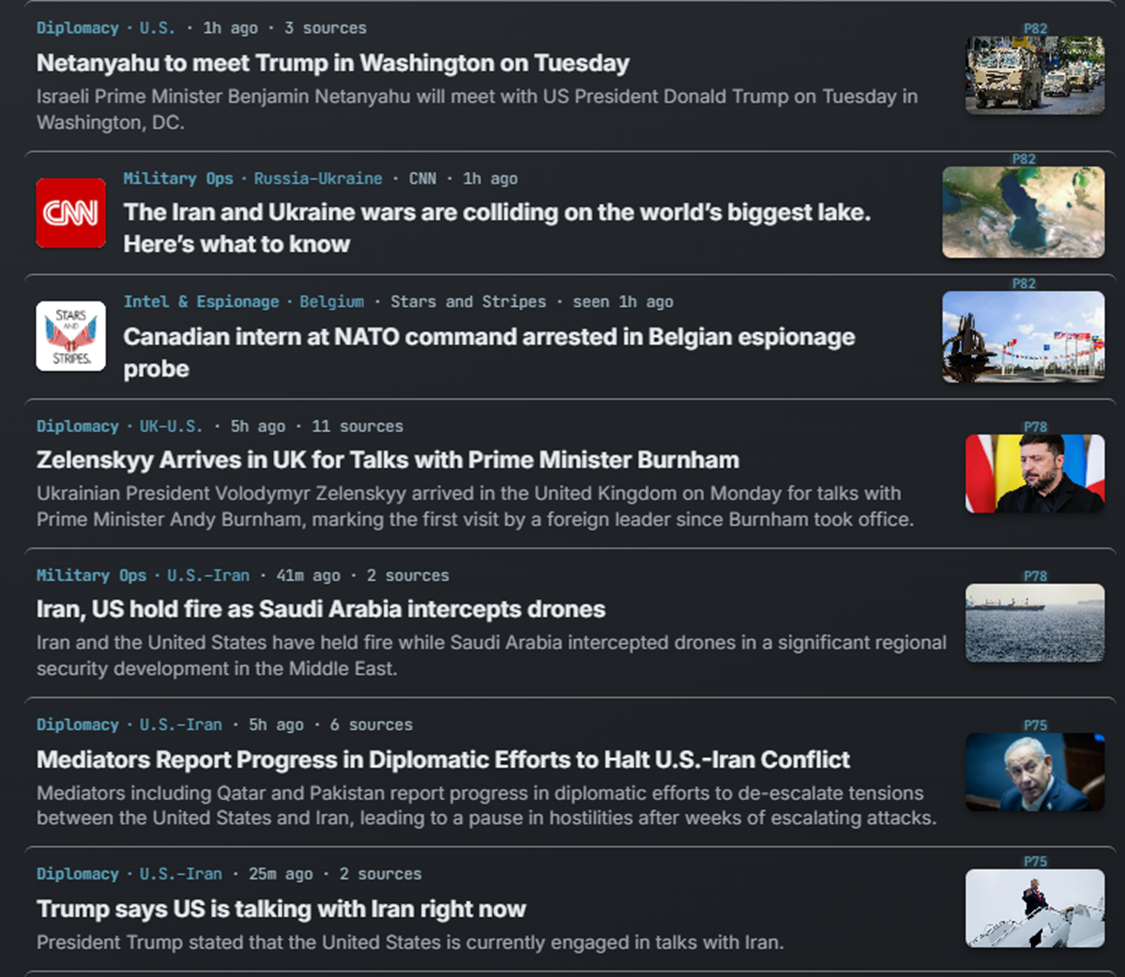 Diplomacy · U.S. · 1h ago · 3 sources
P82
Netanyahu to meet Trump in Washington on Tuesday
Israeli Prime Minister Benjamin Netanyahu will meet with US President Donald Trump on Tuesday in
Washington, DC.
CNN
Military Ops · Russia-Ukraine · CNN · 1h ago
P82
The Iran and Ukraine wars are colliding on the world’s biggest lake.
Here’s what to know
STARS
AND
STRIPES.
Intel & Espionage · Belgium · Stars and Stripes · seen 1h ago
P82
Canadian intern at NATO command arrested in Belgian espionage
probe
Diplomacy · UK-U.S. · 5h ago · 11 sources
P78
Zelenskyy Arrives in UK for Talks with Prime Minister Burnham
Ukrainian President Volodymyr Zelenskyy arrived in the United Kingdom on Monday for talks with
Prime Minister Andy Burnham, marking the first visit by a foreign leader since Burnham took office.
Military Ops · U.S.-Iran · 41m ago · 2 sources
P78
Iran, US hold fire as Saudi Arabia intercepts drones
Iran and the United States have held fire while Saudi Arabia intercepted drones in a significant regional
security development in the Middle East.
Diplomacy · U.S.-Iran · 5h ago · 6 sources
P75
Mediators Report Progress in Diplomatic Efforts to Halt U.S.-Iran Conflict
Mediators including Qatar and Pakistan report progress in diplomatic efforts to de-escalate tensions
between the United States and Iran, leading to a pause in hostilities after weeks of escalating attacks.
Diplomacy · U.S.-Iran · 25m ago · 2 sources
P75
Trump says US is talking with Iran right now
President Trump stated that the United States is currently engaged in talks with Iran.